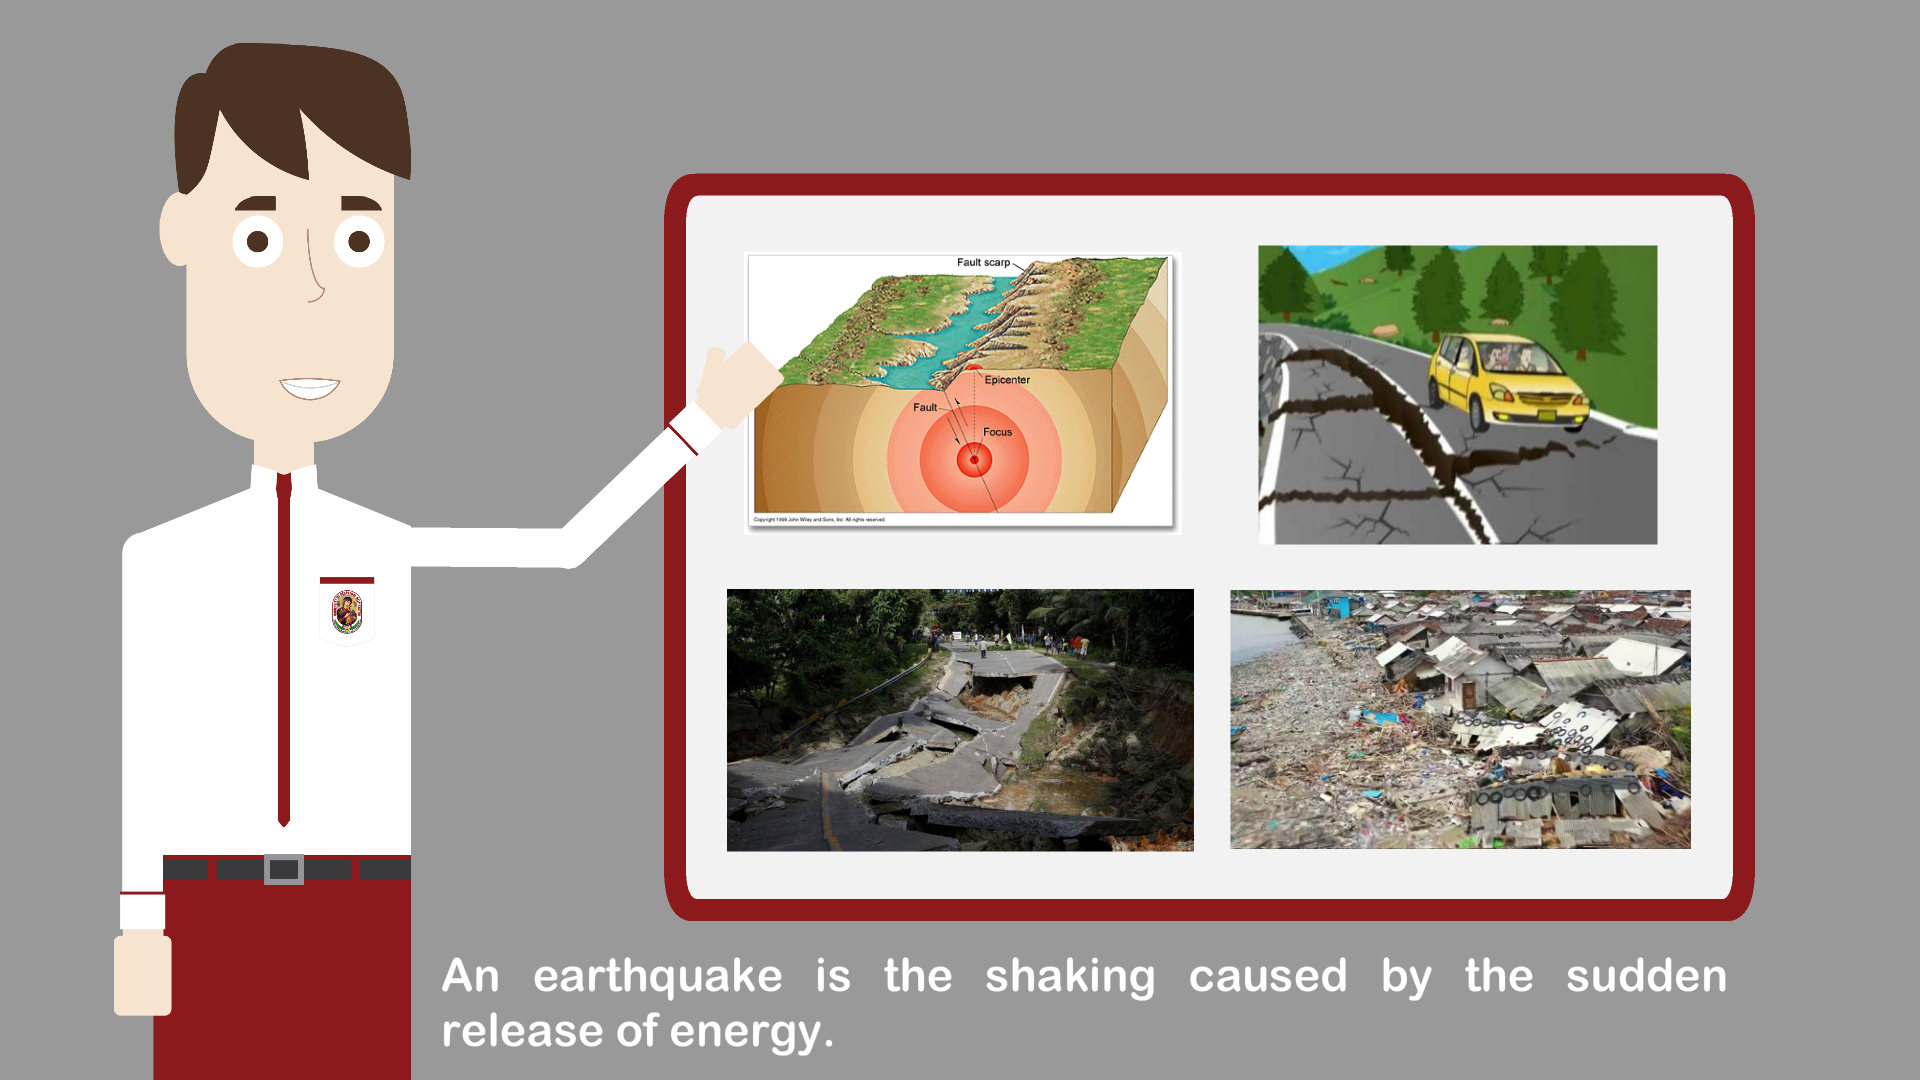 Fault scarp
Epicenter
Fault
Focus
Copyright 1999 John Wiley and Sons, Inc. All rights reserved.
An earthquake is the shaking caused by the sudden
release of energy.